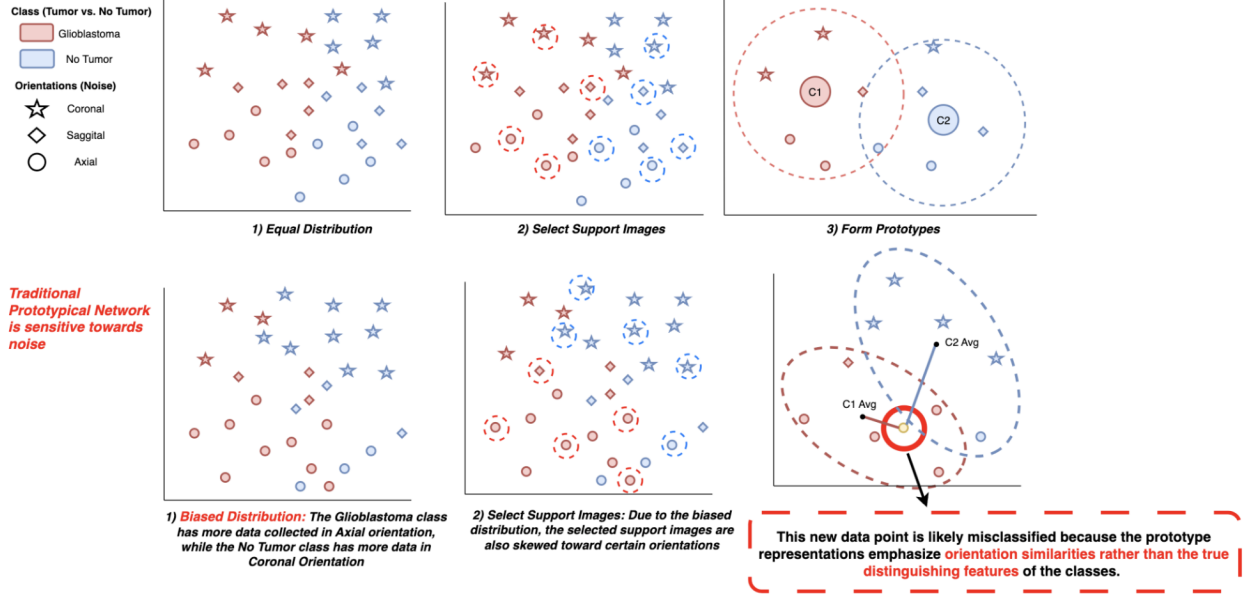 Class (Tumor vs. No Tumor)
Glioblastoma
No Tumor
Orientations (Noise)
Coronal
Saggital
Axial
1) Equal Distribution
2) Select Support Images
C1
C2
3) Form Prototypes
Traditional
Prototypical Network
is sensitive towards
noise
1) Biased Distribution: The Glioblastoma class
has more data collected in Axial orientation,
while the No Tumor class has more data in
Coronal Orientation
2) Select Support Images: Due to the biased
distribution, the selected support images are
also skewed toward certain orientations
C2 Avg
C1 Avg
This new data point is likely misclassified because the prototype
representations emphasize orientation similarities rather than the true
distinguishing features of the classes.